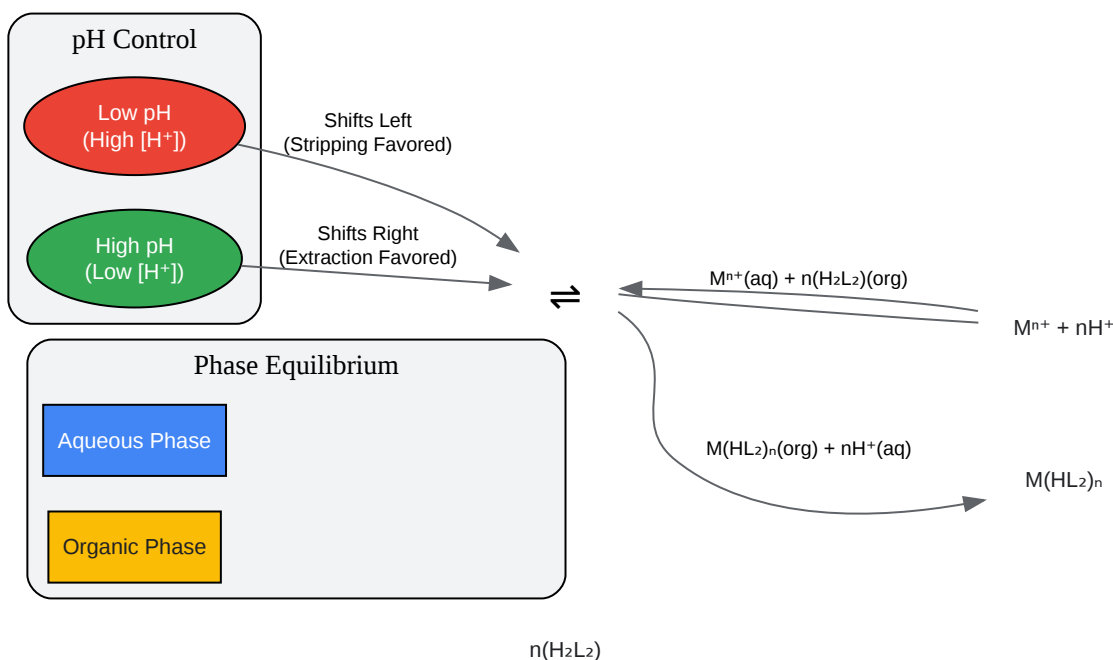 pH Control
Low pH
(High [H⁺])
Shifts Left
(Stripping Favored)
High pH
(Low [H⁺])
Shifts Right
(Extraction Favored)
⇌
Mⁿ⁺(aq) + n(H₂L₂)(org)
Mⁿ⁺ + nH⁺
Phase Equilibrium
Aqueous Phase
M(HL₂)ₙ(org) + nH⁺(aq)
M(HL₂)ₙ
Organic Phase
n(H₂L₂)